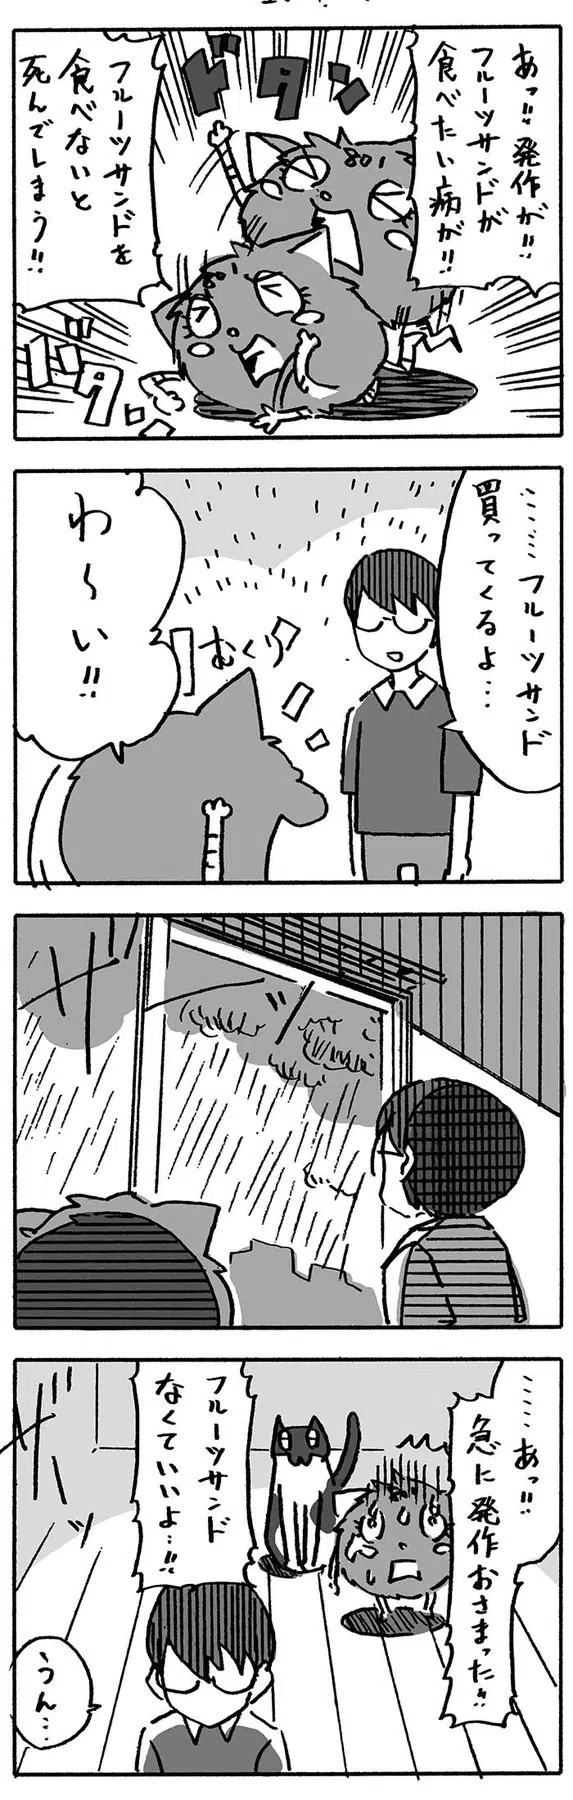 あっ!!発作が!!
フルーツサンドが
食べたい病が!!
ドタン
フルーツサンドを
食べないと
死んでしまう!!
ドタン
……フルーツサンド
買ってくるよ…
むくり
わ～い!!
ザー
……あっ!!
急に発作おさまった!!
フルーツサンド
なくていいよ…!!
うん…